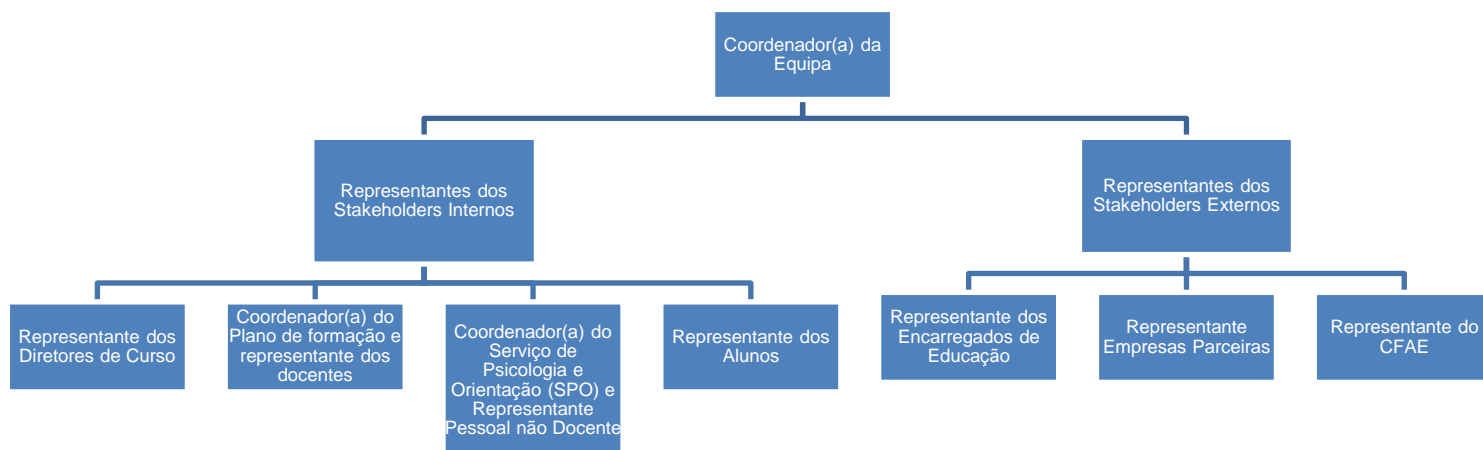 Coordenador(a) da
Equipa
Representantes dos
Stakeholders Internos
Representantes dos
Stakeholders Externos
Representante dos
Diretores de Curso
Coordenador(a) do
Plano de formação e
representante dos
docentes
Coordenador(a) do
Serviço de
Psicologia e
Orientação (SPO) e
Representante
Pessoal não Docente
Representante dos
Alunos
Representante dos
Encarregados de
Educação
Representante
Empresas Parceiras
Representante do
CFAE